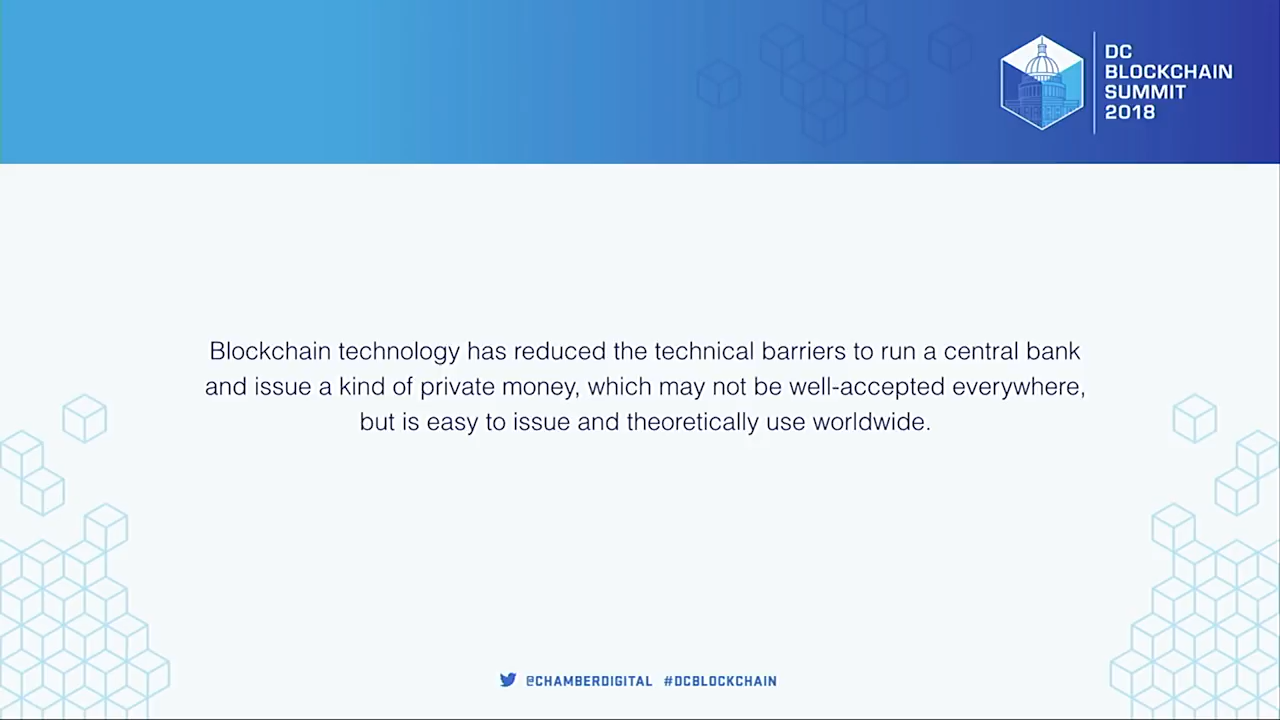 DC
BLOCKCHAIN
SUMMIT
2018
Blockchain technology has reduced the technical barriers to run a central bank
and issue a kind of private money, which may not be well-accepted everywhere,
but is easy to issue and theoretically use worldwide.
@CHAMBERDIGITAL #DCBLOCKCHAIN